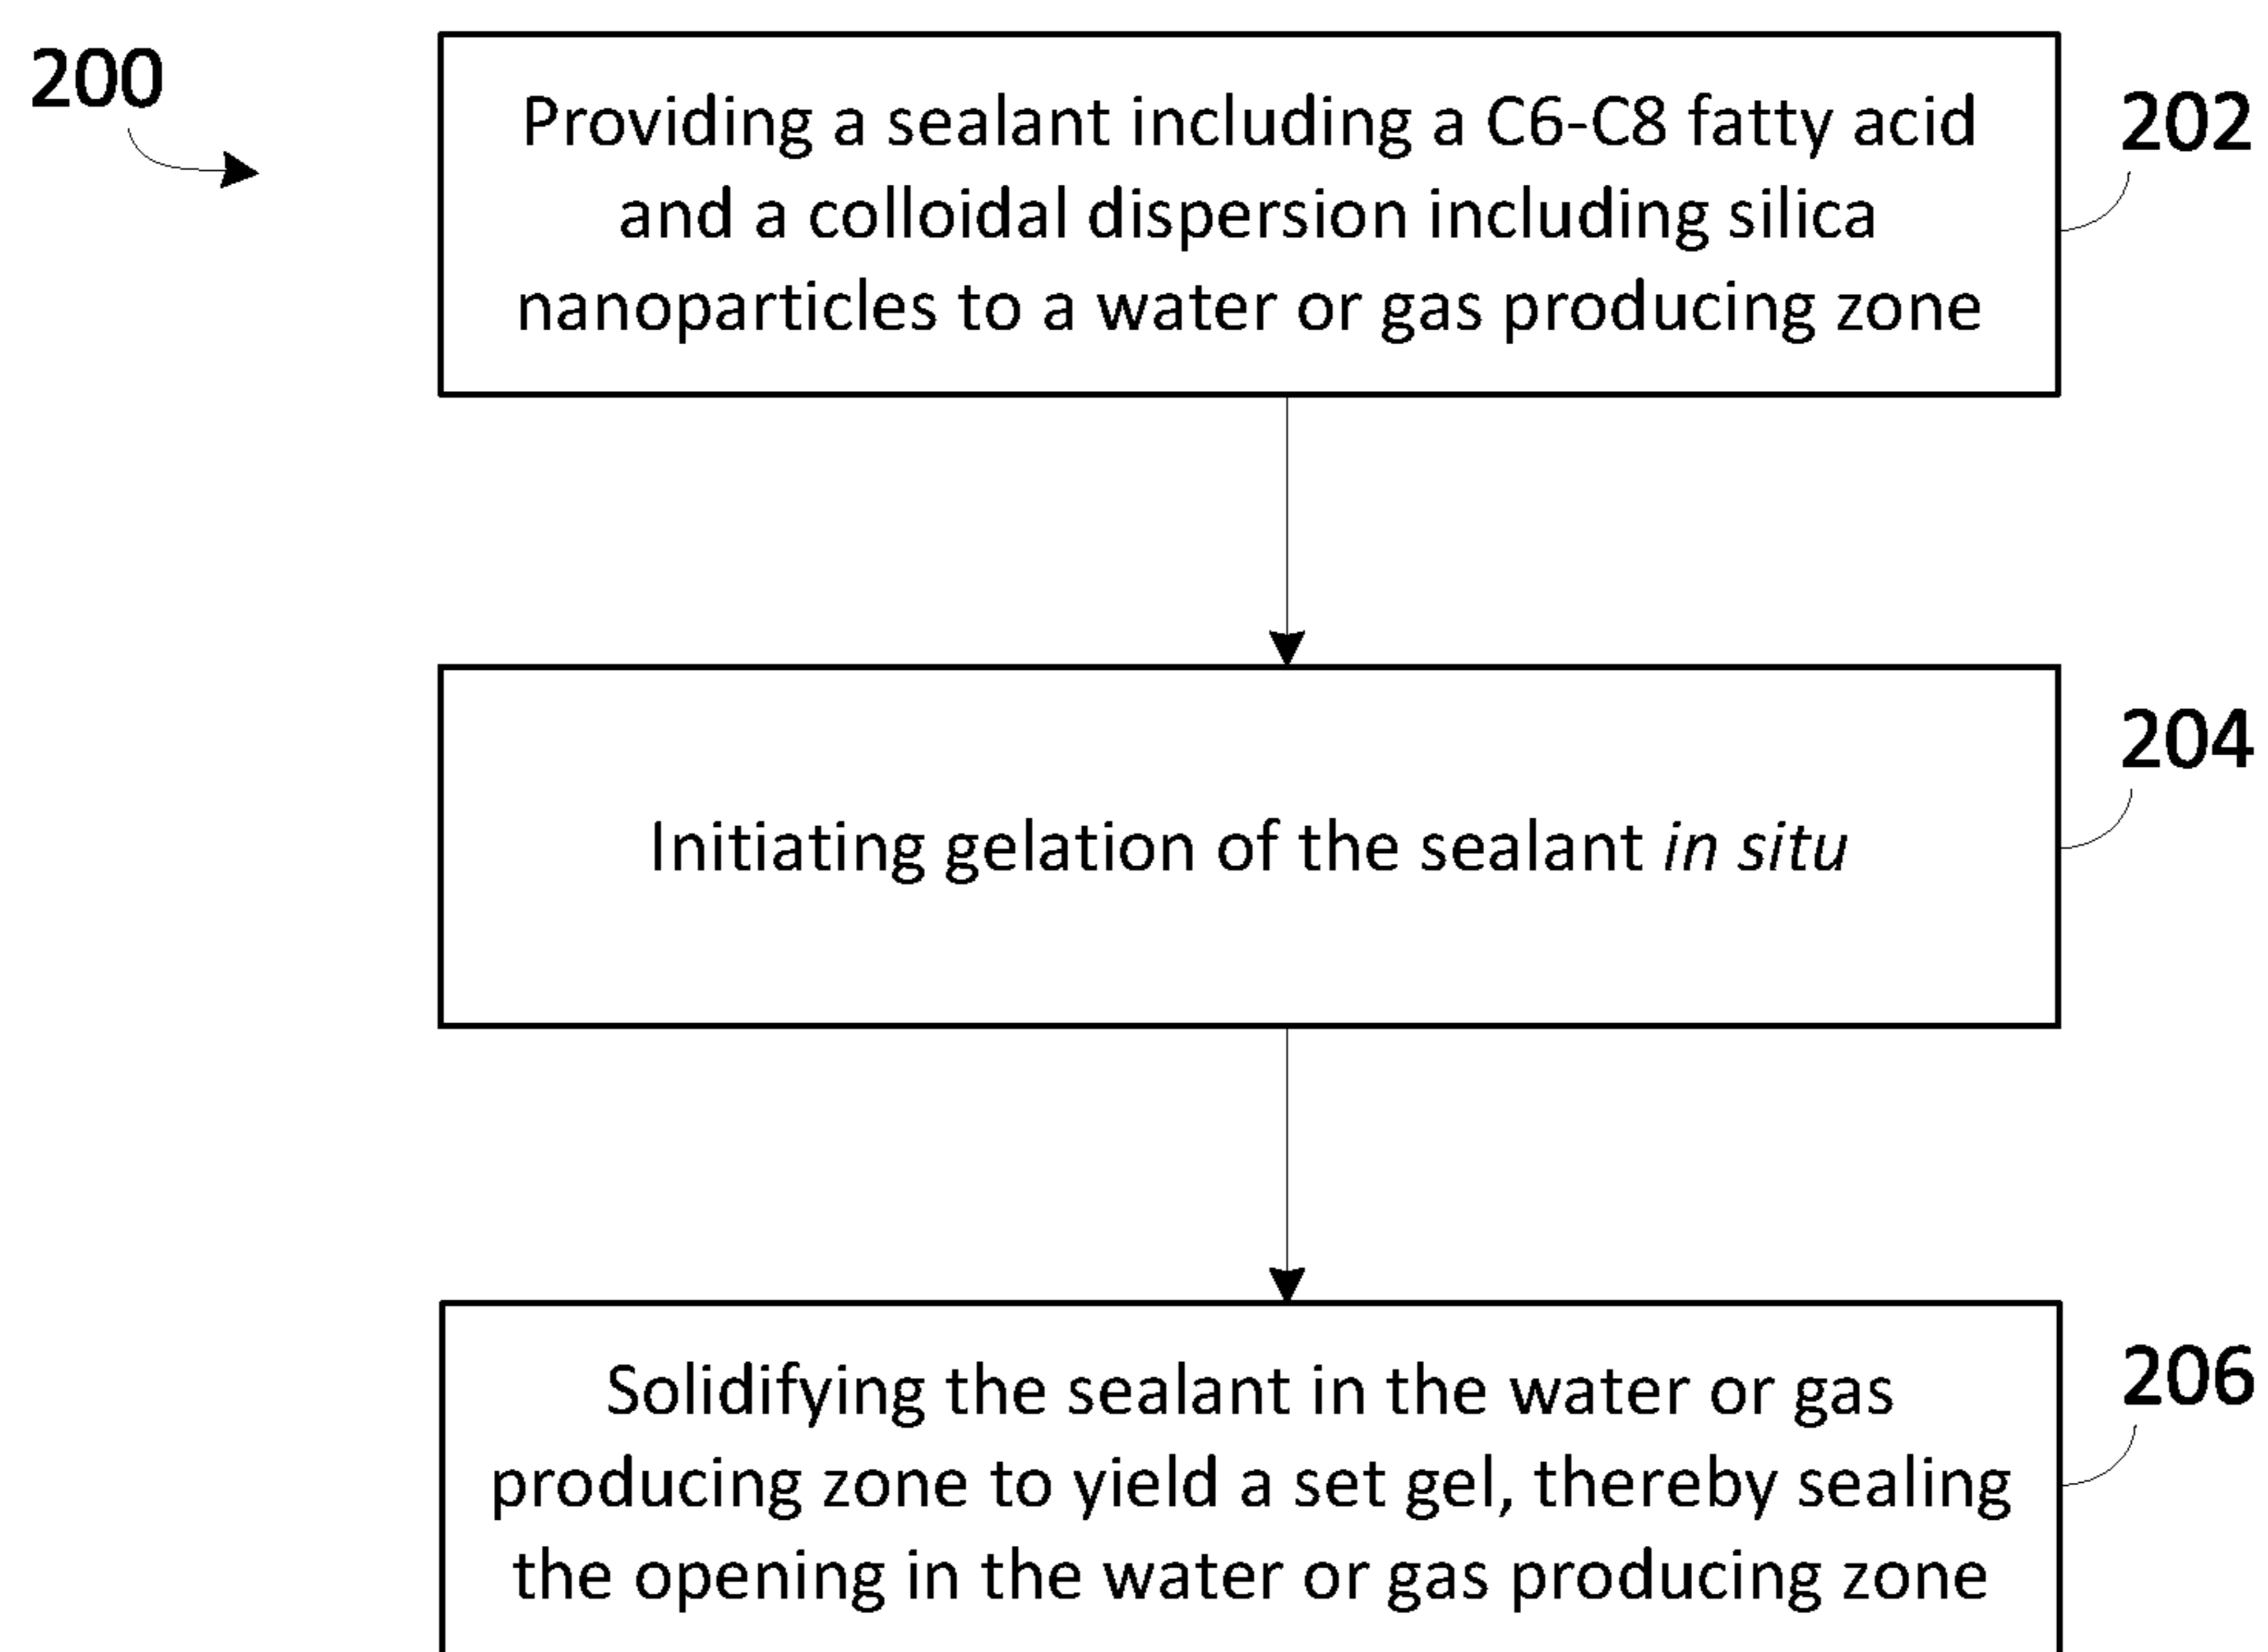 200
Providing a sealant including a C6-C8 fatty acid
and a colloidal dispersion including silica
nanoparticles to a water or gas producing zone
202
Initiating gelation of the sealant in situ
204
Solidifying the sealant in the water or gas
producing zone to yield a set gel, thereby sealing
the opening in the water or gas producing zone
206